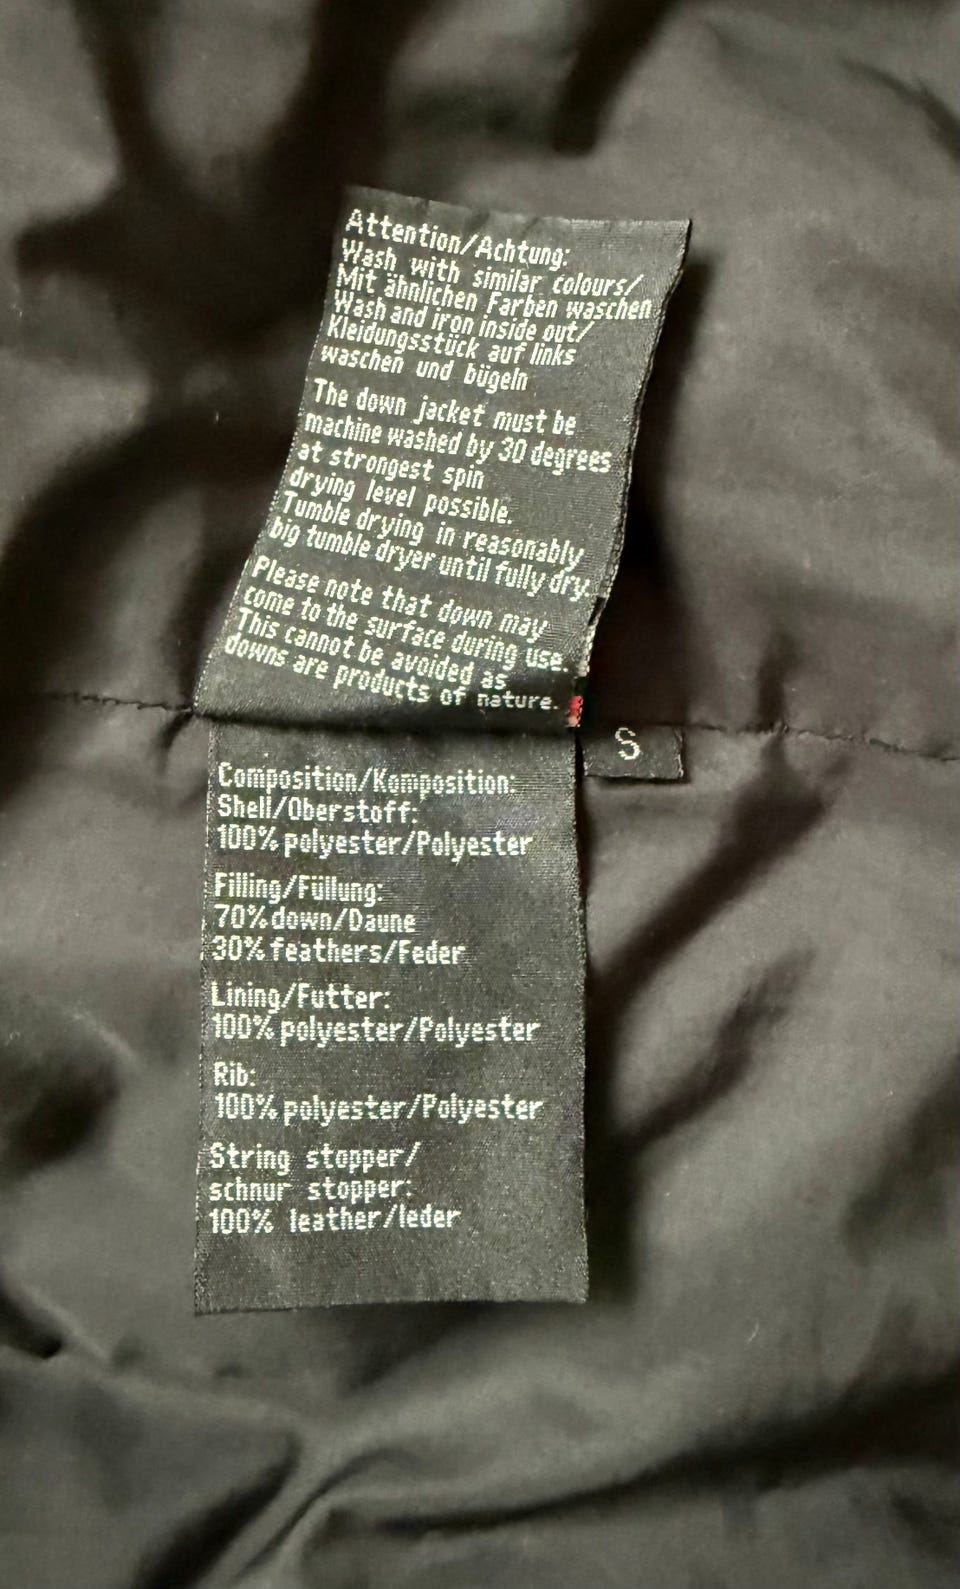 Attention/Achtung:
Wash with similar colours/
Mit ähnlichen Farben waschen
Wash and iron inside out/
Kleidungsstück auf links
waschen und bügeln
The down jacket must be
machine washed by 30 degrees
at strongest spin
drying level possible.
Tumble drying in reasonably
big tumble dryer until fully dry.
Please note that down may
come to the surface during use.
This cannot be avoided as
downs are products of nature.
S
Composition/Komposition:
Shell/Oberstoff:
100% polyester/Polyester
Filling/Füllung:
70% down/Daune
30% feathers/Feder
Lining/Futter:
100% polyester/Polyester
Rib:
100% polyester/Polyester
String stopper/
schnur stopper:
100% leather/leder